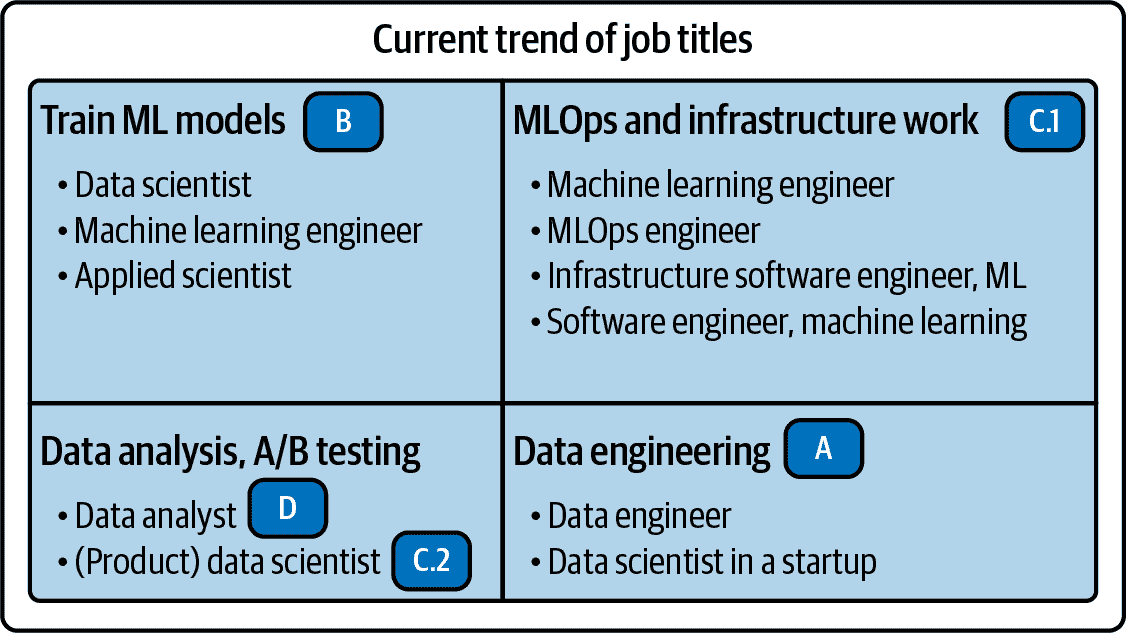 Current trend of job titles
Train ML models B
• Data scientist
• Machine learning engineer
• Applied scientist
MLOps and infrastructure work C.1
• Machine learning engineer
• MLOps engineer
• Infrastructure software engineer, ML
• Software engineer, machine learning
Data analysis, A/B testing
• Data analyst D
• (Product) data scientist C.2
Data engineering A
• Data engineer
• Data scientist in a startup